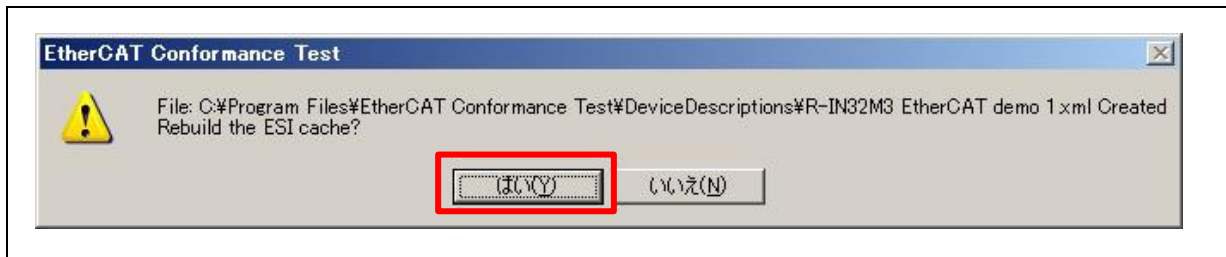 EtherCAT Conformance Test
File: C:¥Program Files¥EtherCAT Conformance Test¥DeviceDescriptions¥R-IN32M3 EtherCAT demo 1.xml Created
Rebuild the ESI cache?
はい(Y) いいえ(N)